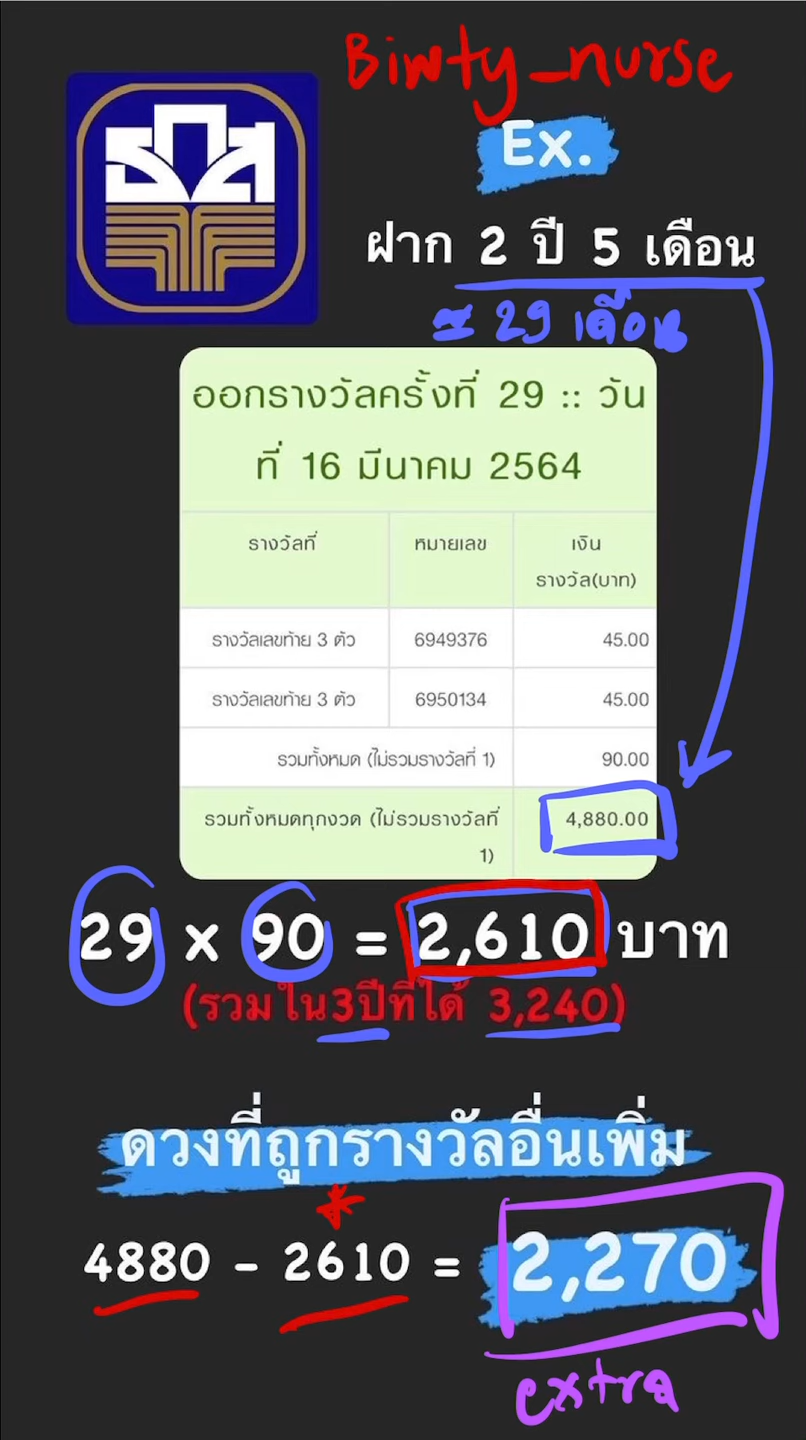 Biwty_nurse
ธกส
Ex.
ฝาก 2 ปี 5 เดือน
≃ 29 เดือน
ออกรางวัลครั้งที่ 29 :: วัน
ที่ 16 มีนาคม 2564
รางวัลที่ หมายเลข เงิน
รางวัล(บาท)
รางวัลเลขท้าย 3 ตัว 6949376 45.00
รางวัลเลขท้าย 3 ตัว 6950134 45.00
รวมทั้งหมด (ไม่รวมรางวัลที่ 1) 90.00
รวมทั้งหมดทุกงวด (ไม่รวมรางวัลที่ 4,880.00
1)
29 x 90 = 2,610 บาท
(รวมใน3ปีที่ได้ 3,240)
ดวงที่ถูกรางวัลอื่นเพิ่ม
*
4880 - 2610 = 2,270
extra